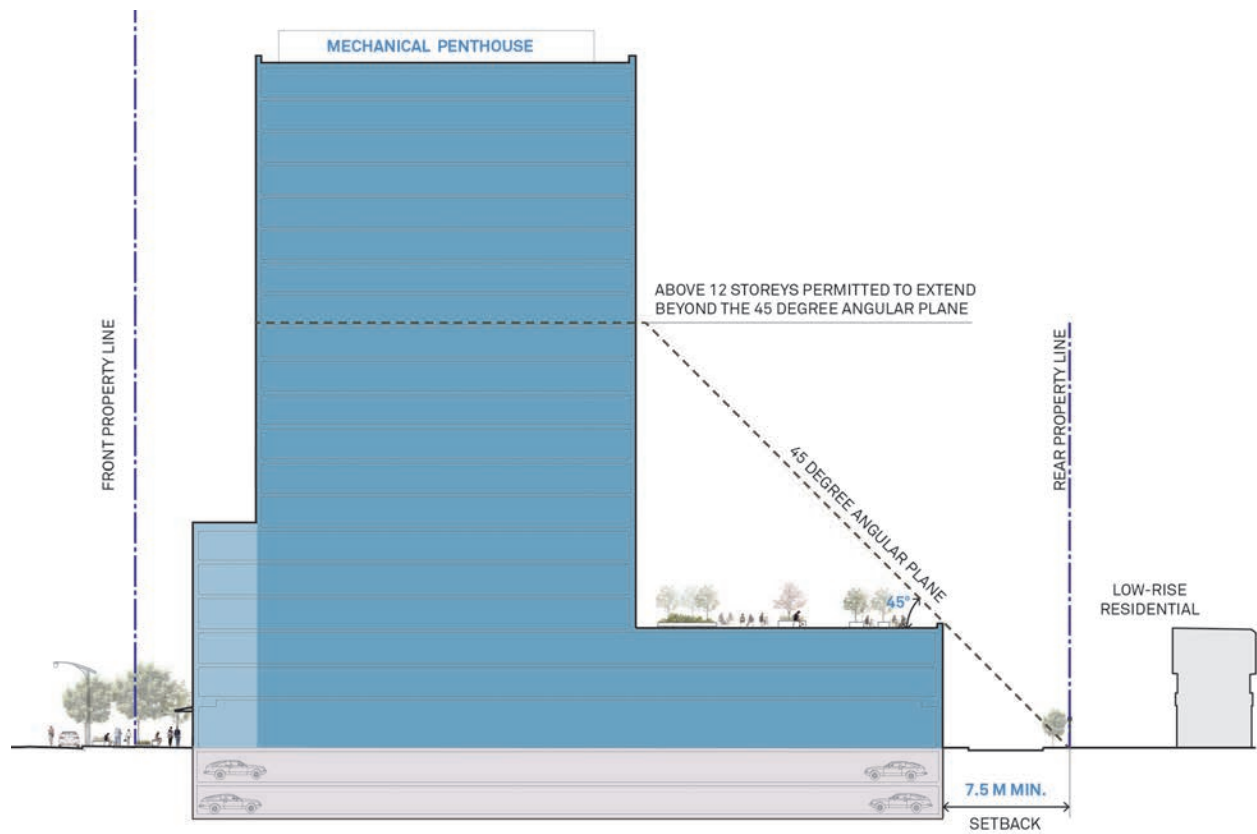 MECHANICAL PENTHOUSE
ABOVE 12 STOREYS PERMITTED TO EXTEND
BEYOND THE 45 DEGREE ANGULAR PLANE
FRONT PROPERTY LINE
REAR PROPERTY LINE
45 DEGREE ANGULAR PLANE
45°
LOW-RISE
RESIDENTIAL
7.5 M MIN.
SETBACK